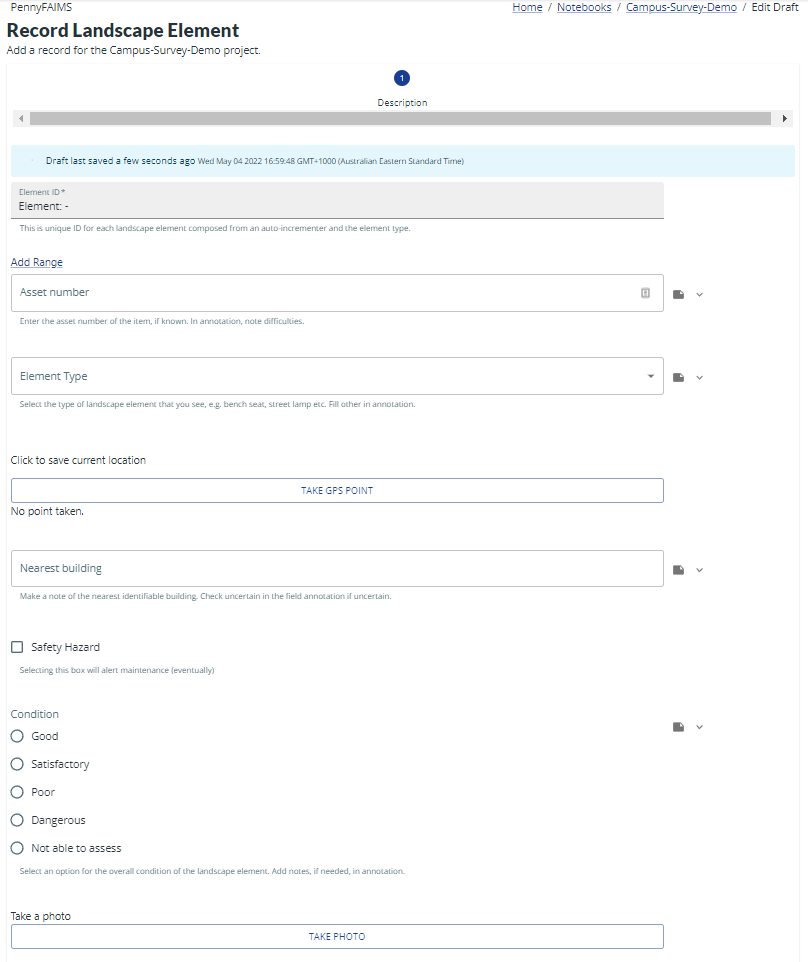 PennyFAIMS
Home / Notebooks / Campus-Survey-Demo / Edit Draft
Record Landscape Element
Add a record for the Campus-Survey-Demo project.
1
Description
Draft last saved a few seconds ago Wed May 04 2022 16:59:48 GMT+1000 (Australian Eastern Standard Time)
Element ID *
Element: -
This is unique ID for each landscape element composed from an auto-incrementer and the element type.
Add Range
Asset number
Enter the asset number of the item, if known. In annotation, note difficulties.
Element Type
Select the type of landscape element that you see, e.g. bench seat, street lamp etc. Fill other in annotation.
Click to save current location
TAKE GPS POINT
No point taken.
Nearest building
Make a note of the nearest identifiable building. Check uncertain in the field annotation if uncertain.
Safety Hazard
Selecting this box will alert maintenance (eventually)
Condition
Good
Satisfactory
Poor
Dangerous
Not able to assess
Select an option for the overall condition of the landscape element. Add notes, if needed, in annotation.
Take a photo
TAKE PHOTO